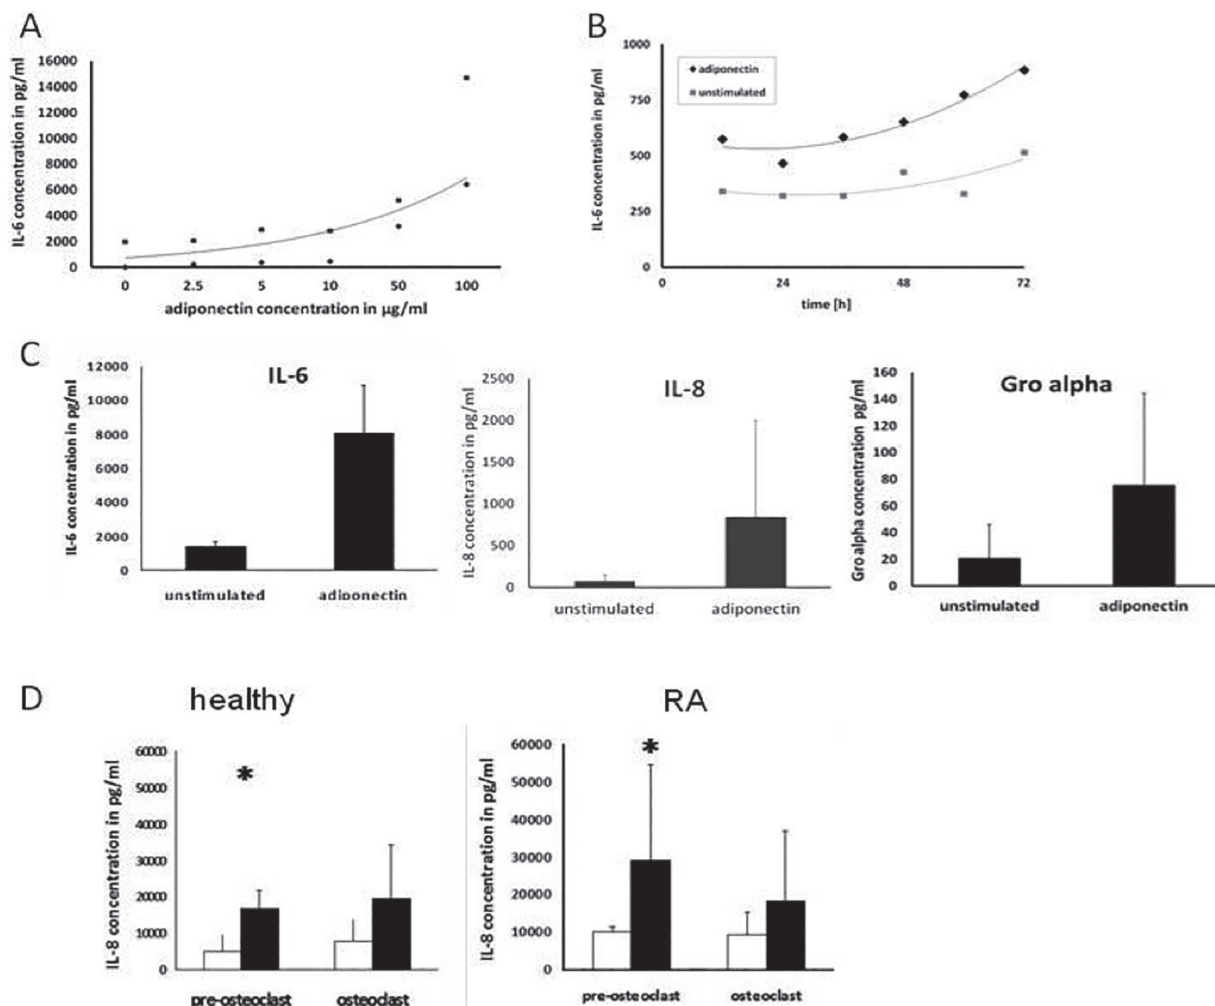 A
IL-6 concentration in pg/ml
16000
14000
12000
10000
8000
6000
4000
2000
0
0 2.5 5 10 50 100
adiponectin concentration in µg/ml
B
IL-6 concentration in pg/ml
1000
750
500
250
0
adiponectin
unstimulated
0 24 48 72
time [h]
C
IL-6
IL-6 concentration in pg/ml
12000
10000
8000
6000
4000
2000
0
unstimulated adiponectin
IL-8
IL-8 concentration in pg/ml
2500
2000
1500
1000
500
0
unstimulated adiponectin
Gro alpha
Gro alpha concentration pg/ml
160
140
120
100
80
60
40
20
0
unstimulated adiponectin
D
healthy
IL-8 concentration in pg/ml
60000
50000
40000
30000
20000
10000
0
*
pre-osteoclast osteoclast
RA
IL-8 concentration in pg/ml
60000
50000
40000
30000
20000
10000
0
*
pre-osteoclast osteoclast